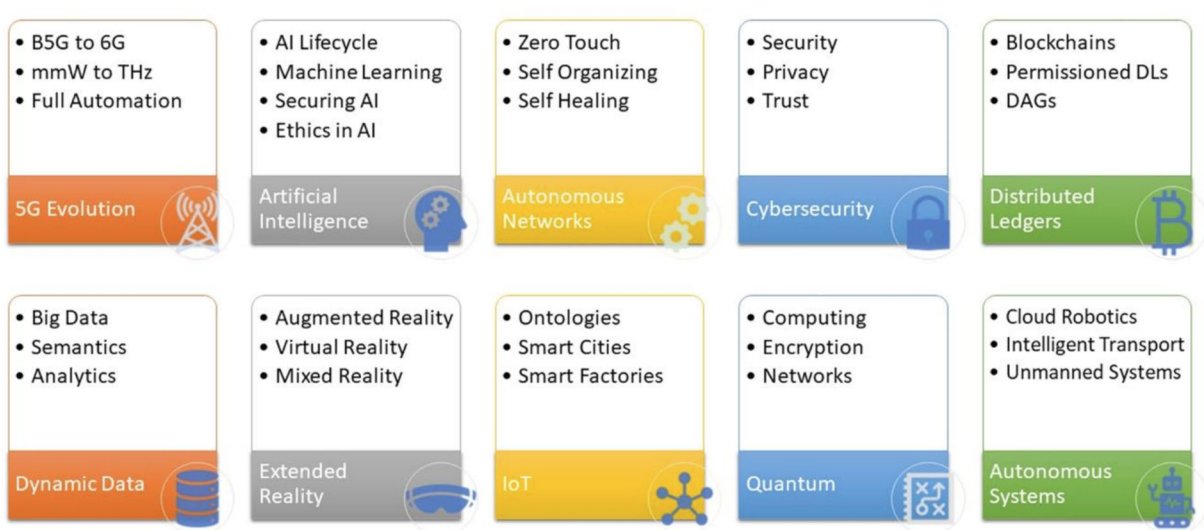 • B5G to 6G
• mmW to THz
• Full Automation
5G Evolution
• AI Lifecycle
• Machine Learning
• Securing AI
• Ethics in AI
Artificial
Intelligence
• Zero Touch
• Self Organizing
• Self Healing
Autonomous
Networks
• Security
• Privacy
• Trust
Cybersecurity
• Blockchains
• Permissioned DLs
• DAGs
Distributed
Ledgers
• Big Data
• Semantics
• Analytics
Dynamic Data
• Augmented Reality
• Virtual Reality
• Mixed Reality
Extended
Reality
• Ontologies
• Smart Cities
• Smart Factories
IoT
• Computing
• Encryption
• Networks
Quantum
• Cloud Robotics
• Intelligent Transport
• Unmanned Systems
Autonomous
Systems